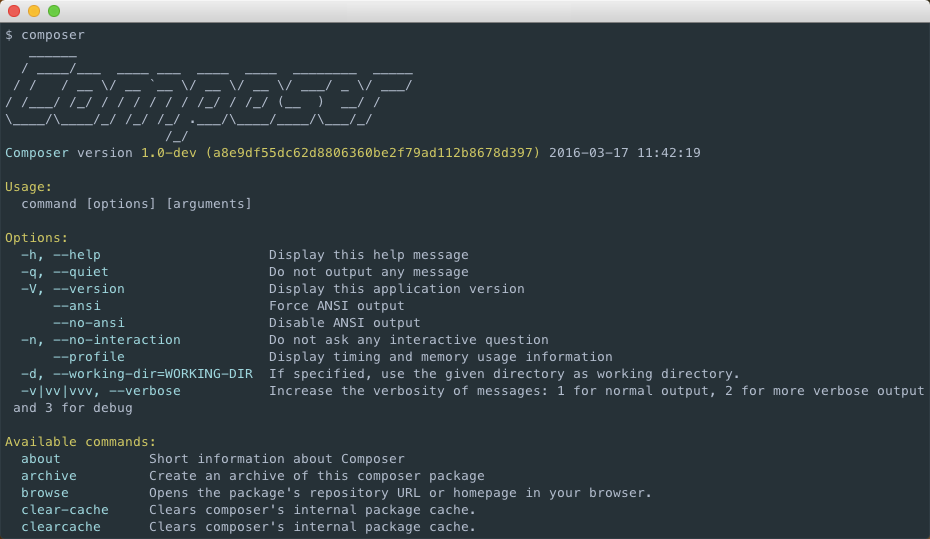 $ composer
   ______
  / ____/___  ____ ___  ____  ____  ________  _____
 / /   / __ \/ __ `__ \/ __ \/ __ \/ ___/ _ \/ ___/
/ /___/ /_/ / / / / / / /_/ / /_/ (__  )  __/ /
\____/\____/_/ /_/ /_/ .___/\____/____/\___/_/
                    /_/
Composer version 1.0-dev (a8e9df55dc62d8806360be2f79ad112b8678d397) 2016-03-17 11:42:19

Usage:
  command [options] [arguments]

Options:
  -h, --help                     Display this help message
  -q, --quiet                    Do not output any message
  -V, --version                  Display this application version
      --ansi                     Force ANSI output
      --no-ansi                  Disable ANSI output
  -n, --no-interaction           Do not ask any interactive question
      --profile                  Display timing and memory usage information
  -d, --working-dir=WORKING-DIR  If specified, use the given directory as working directory.
  -v|vv|vvv, --verbose           Increase the verbosity of messages: 1 for normal output, 2 for more verbose output
 and 3 for debug

Available commands:
  about           Short information about Composer
  archive         Create an archive of this composer package
  browse          Opens the package's repository URL or homepage in your browser.
  clear-cache     Clears composer's internal package cache.
  clearcache      Clears composer's internal package cache.